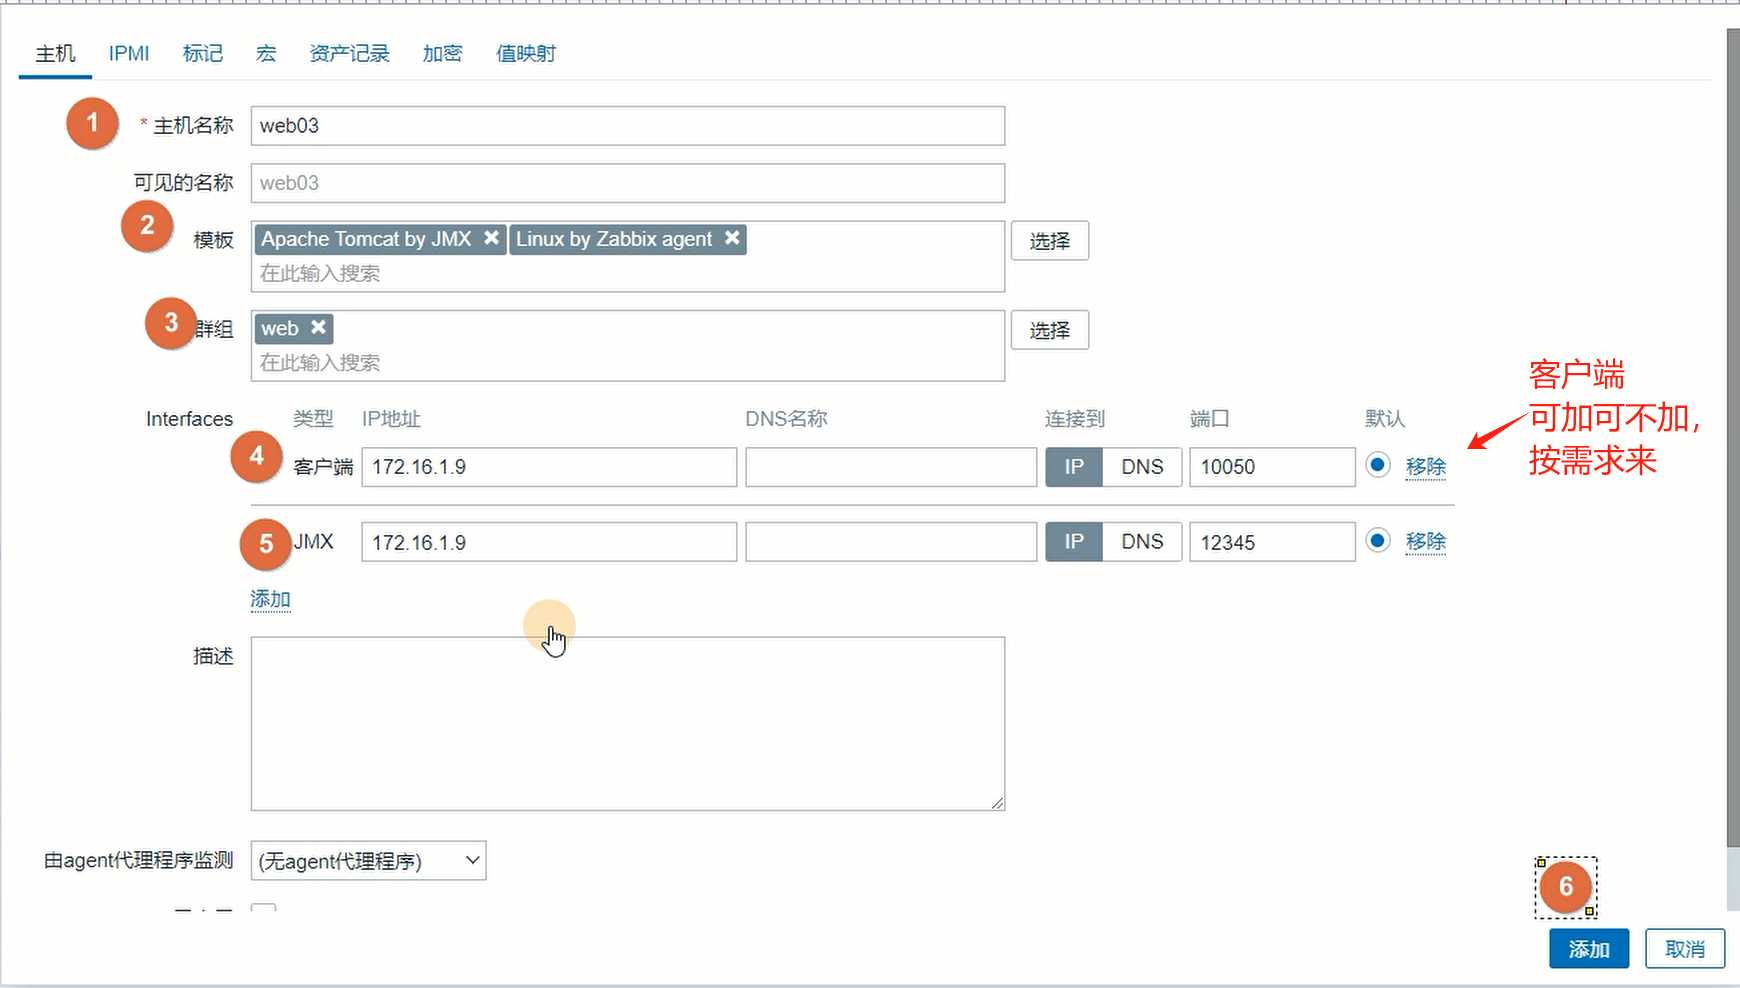 主机 IPMI 标记 宏 资产记录 加密 值映射
1 * 主机名称 web03
可见的名称 web03
2 模板 Apache Tomcat by JMX Linux by Zabbix agent 选择
在此输入搜索
3 群组 web 选择
在此输入搜索
客户端
可加可不加，
按需求来
Interfaces 类型 IP地址 DNS名称 连接到 端口 默认
4 客户端 172.16.1.9 IP DNS 10050 移除
5 JMX 172.16.1.9 IP DNS 12345 移除
添加
描述
由agent代理程序监测 (无agent代理程序)
6
添加 取消